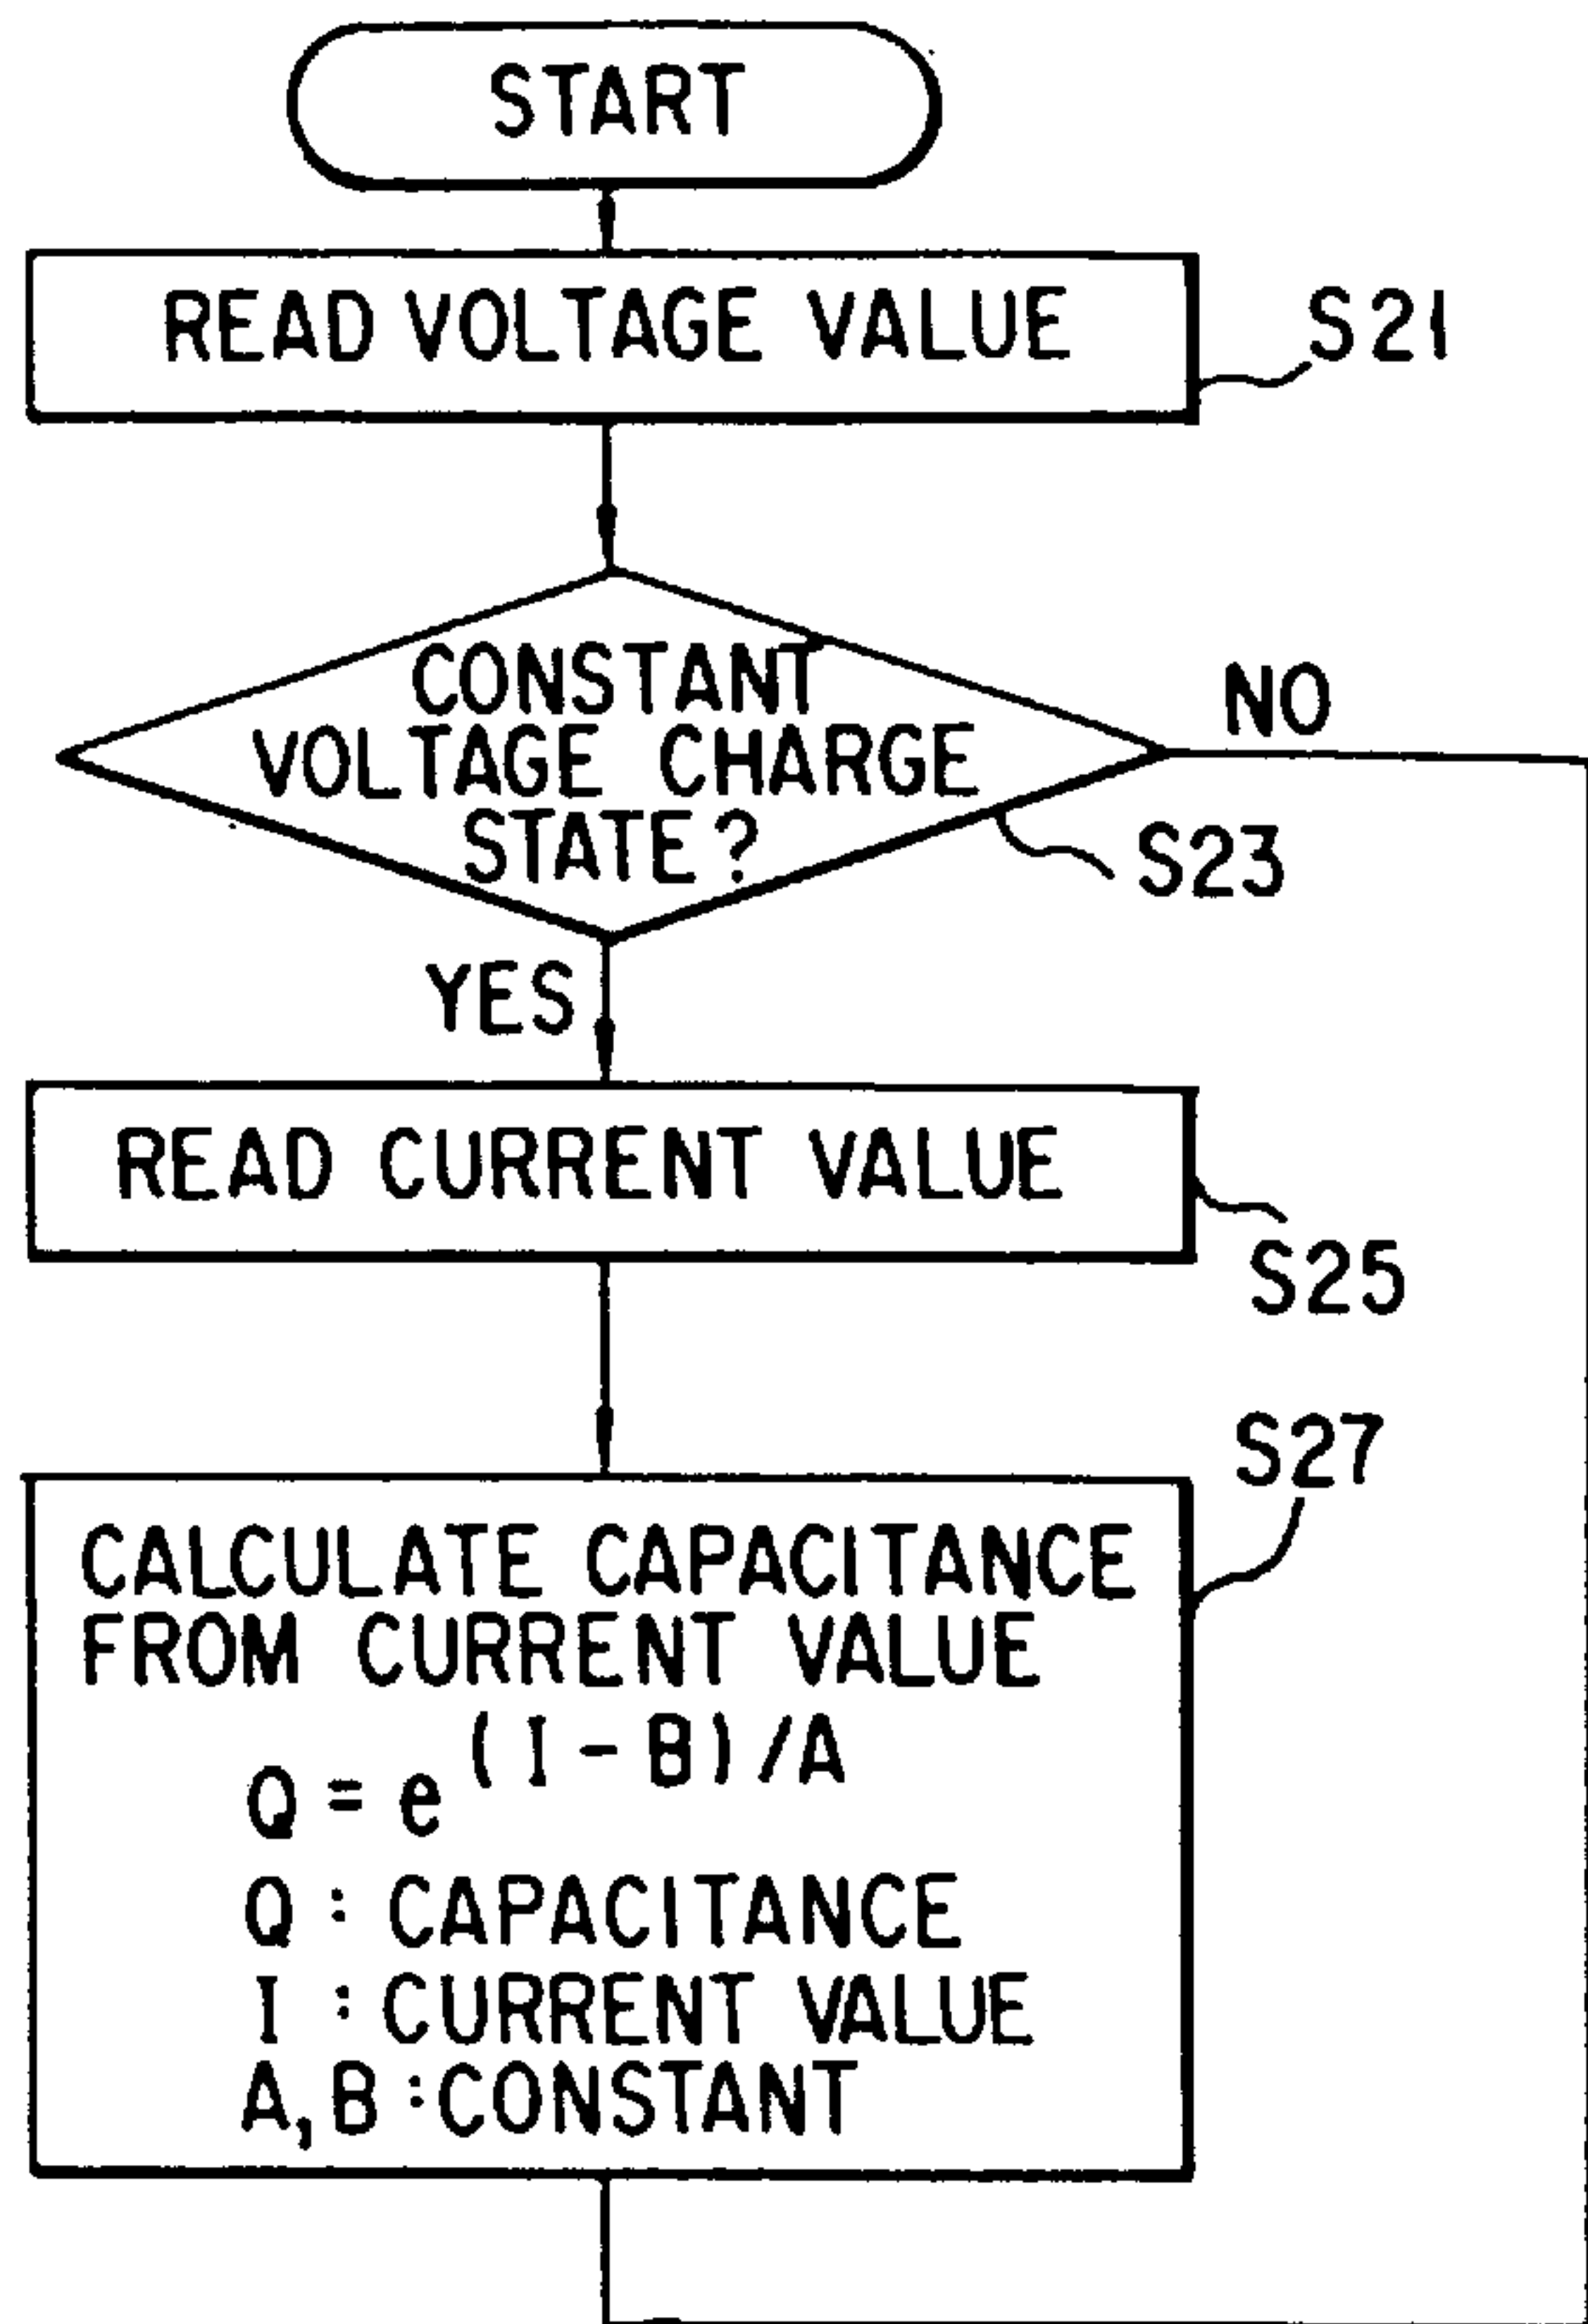 START
READ VOLTAGE VALUE
S21
CONSTANT
VOLTAGE CHARGE
STATE?
NO
S23
YES
READ CURRENT VALUE
S25
S27
CALCULATE CAPACITANCE
FROM CURRENT VALUE
Q = e^(I-B)/A
Q : CAPACITANCE
I : CURRENT VALUE
A,B : CONSTANT